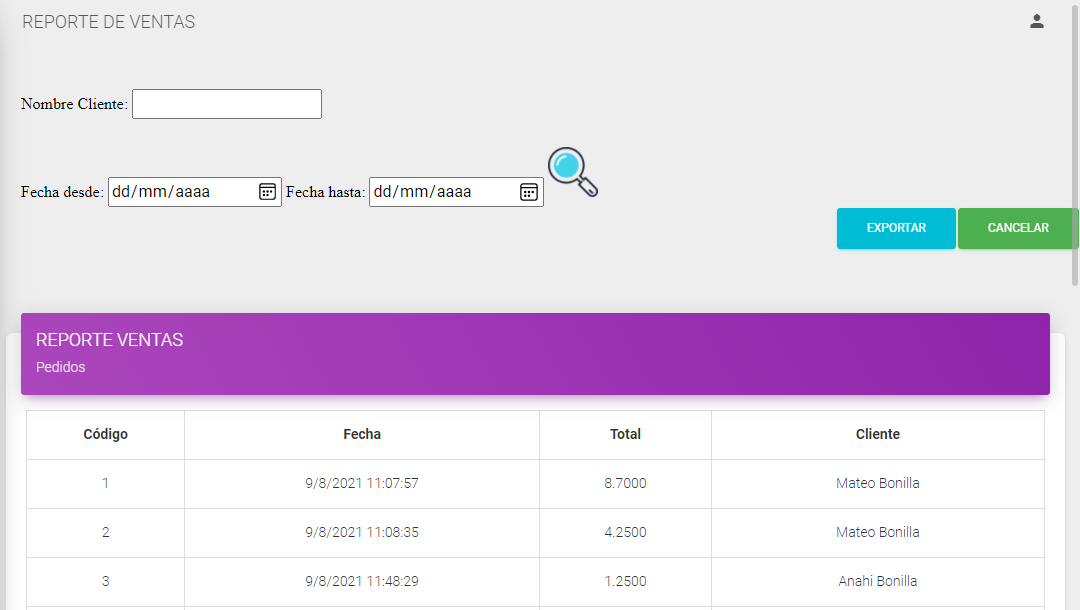 REPORTE DE VENTAS
Nombre Cliente:
Fecha desde: dd/mm/aaaa Fecha hasta: dd/mm/aaaa
EXPORTAR CANCELAR
REPORTE VENTAS
Pedidos
Código Fecha Total Cliente
1 9/8/2021 11:07:57 8.7000 Mateo Bonilla
2 9/8/2021 11:08:35 4.2500 Mateo Bonilla
3 9/8/2021 11:48:29 1.2500 Anahi Bonilla